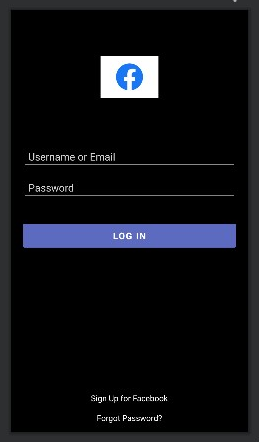 Username or Email
Password
LOG IN
Sign Up for Facebook
Forgot Password?